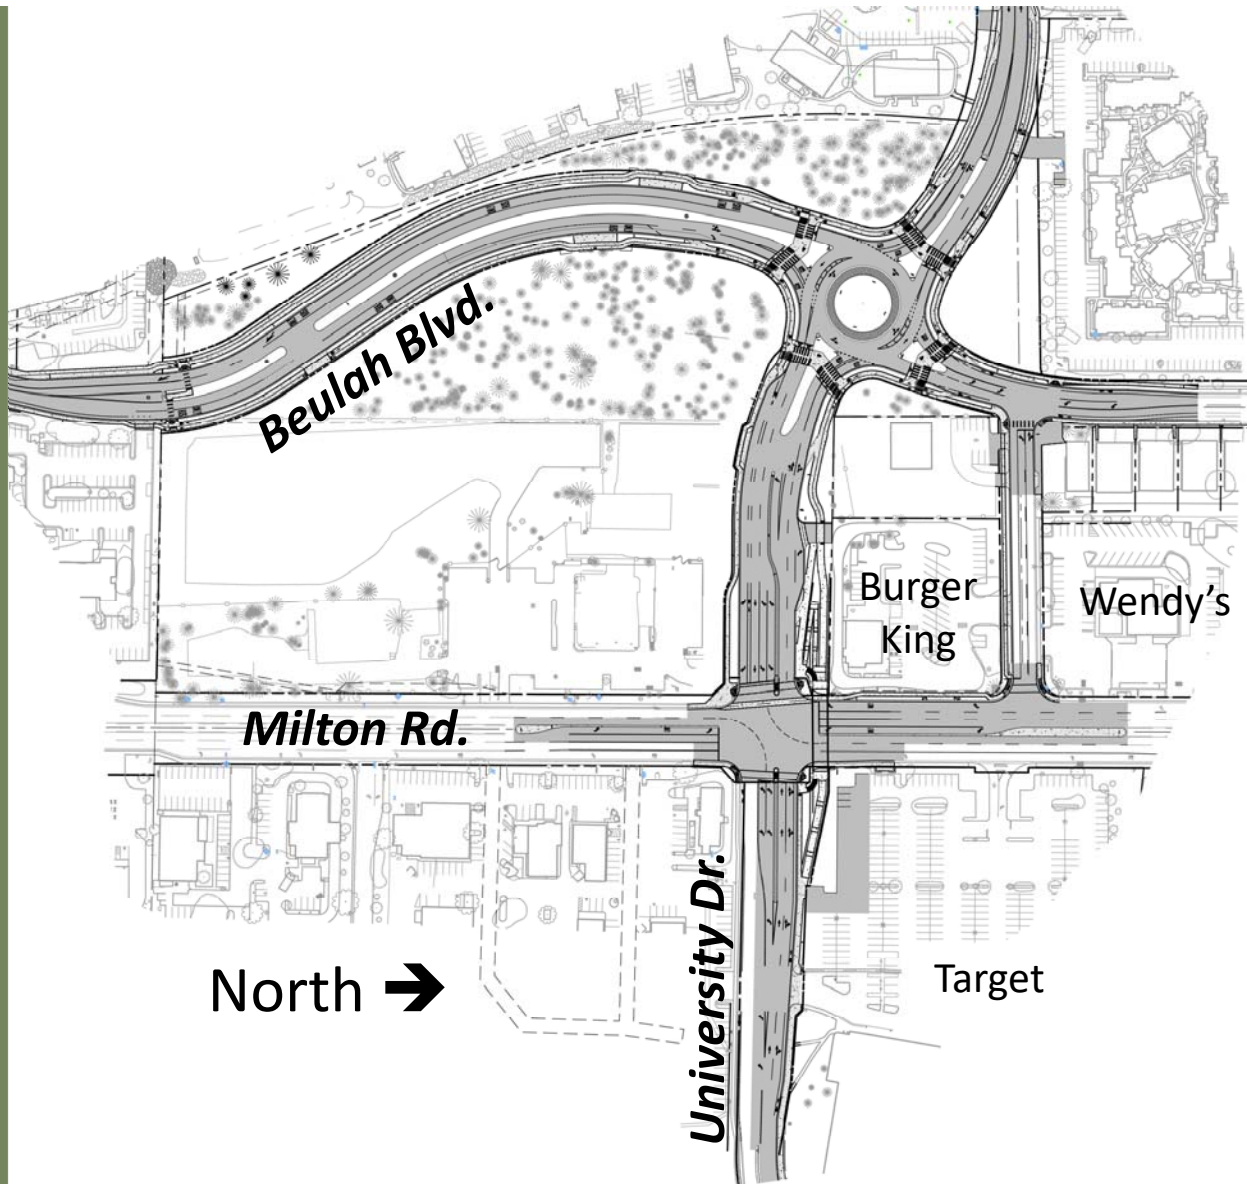 Beulah Blvd.
Burger
King
Wendy’s
Milton Rd.
North ➔
University Dr.
Target